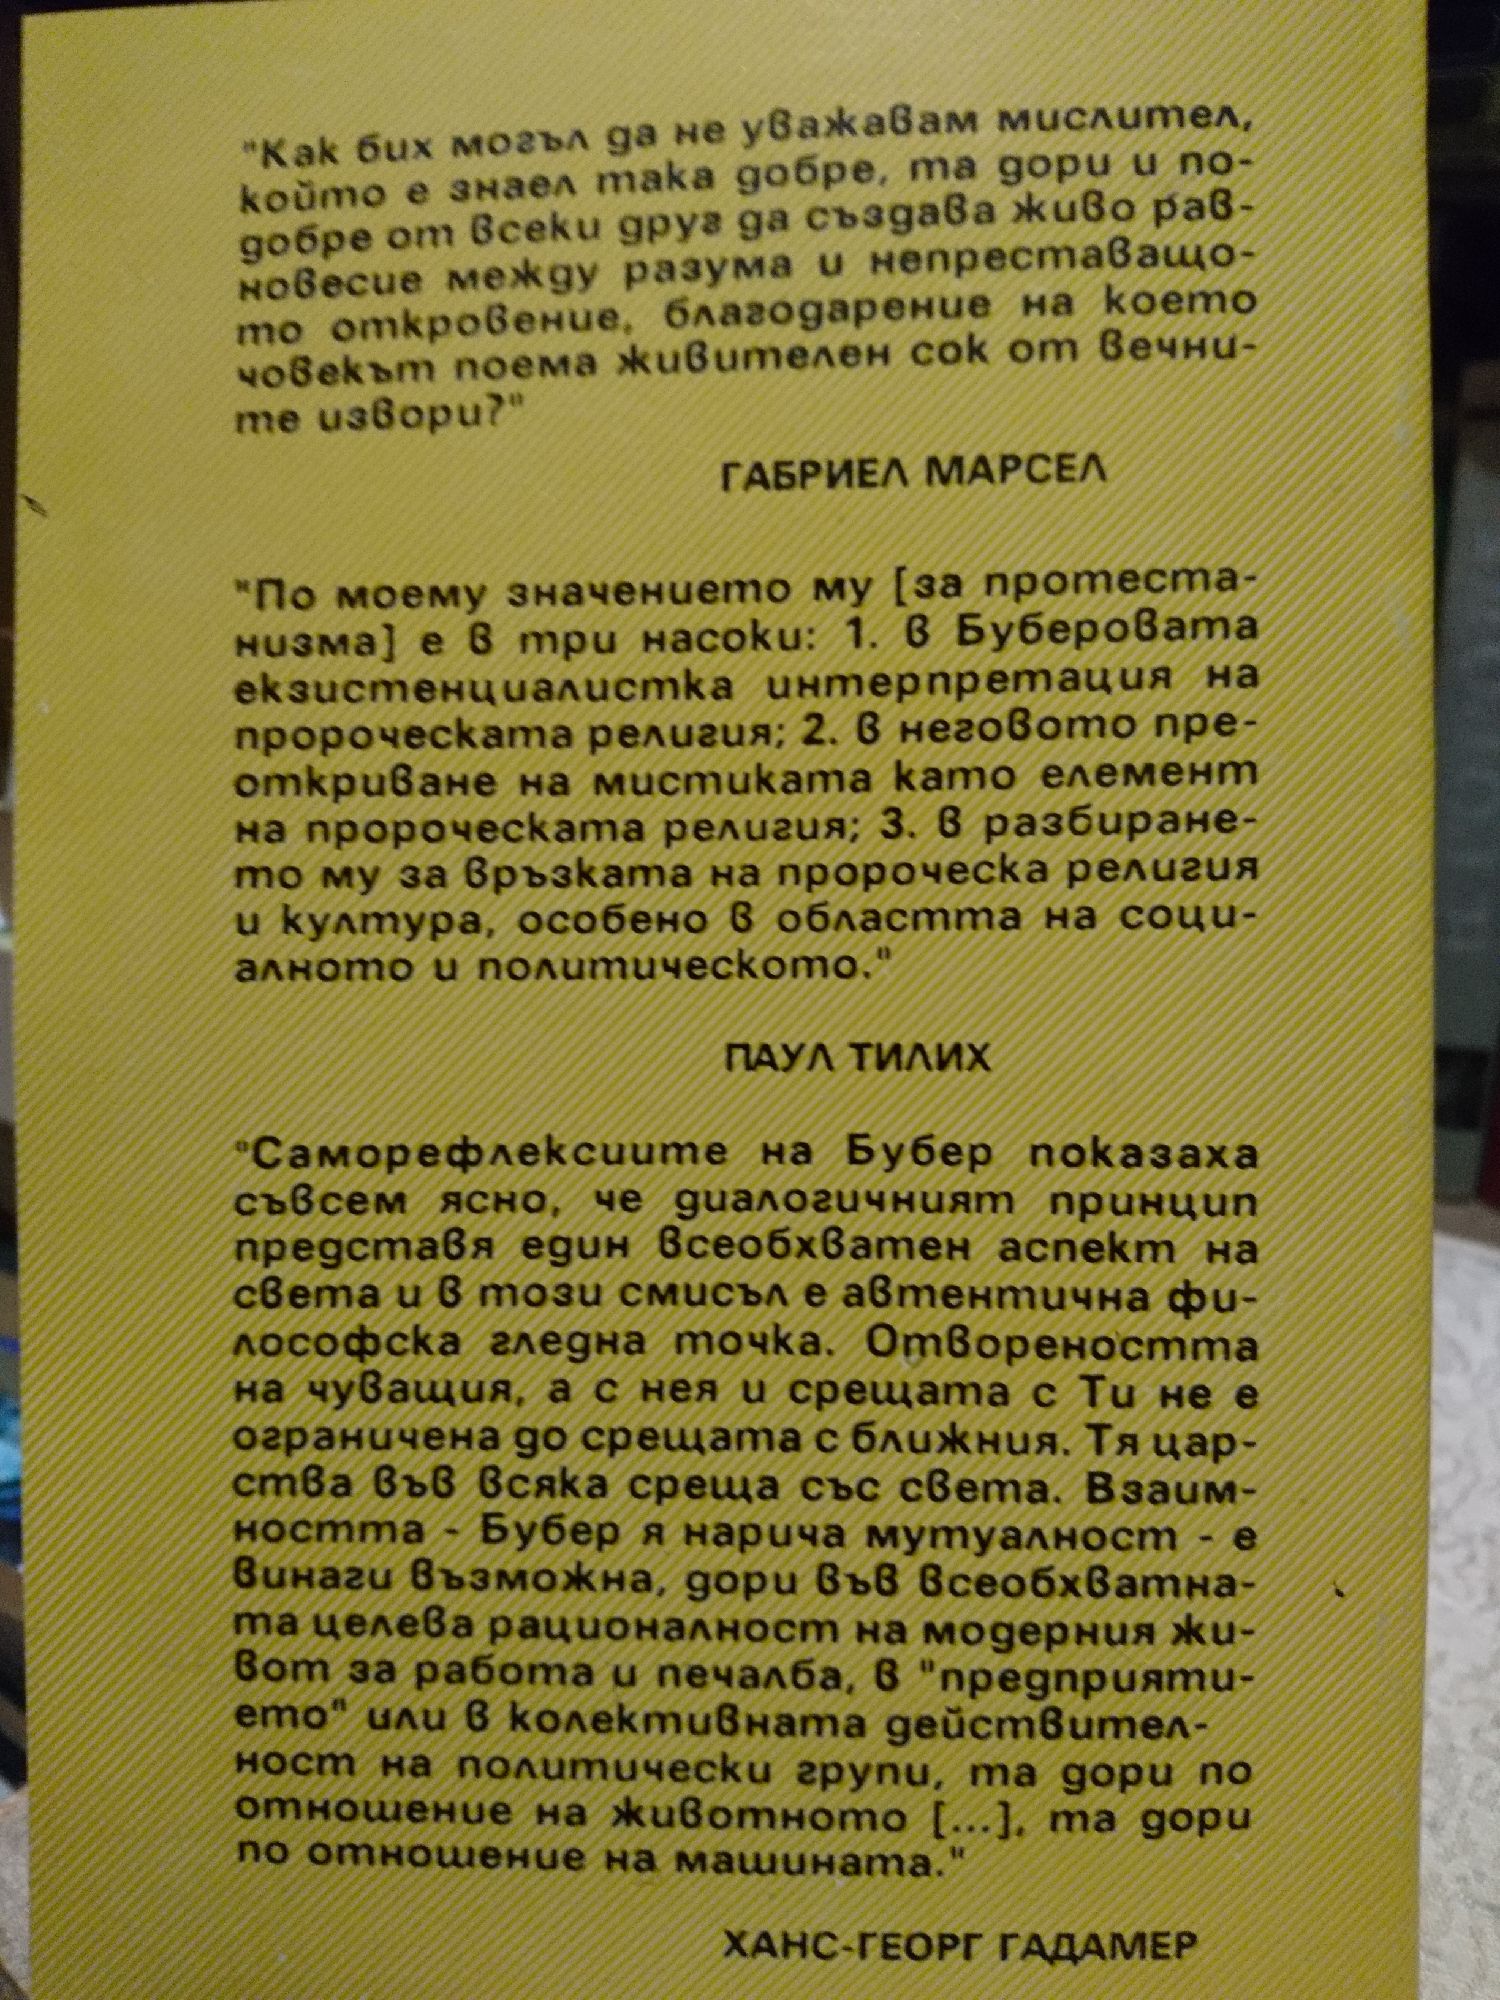 "Как бих могъл да не уважавам мислител,
който е знаел така добре, та дори и по-
добре от всеки друг да създава живо рав-
новесие между разума и непреставащо-
то откровение, благодарение на което
човекът поема живителен сок от вечни-
те извори?"
ГАБРИЕЛ МАРСЕЛ
"По моему значението му [за протеста-
низма] е в три насоки: 1. в Буберовата
екзистенциалистка интерпретация на
пророческата религия; 2. в неговото пре-
откриване на мистиката като елемент
на пророческата религия; 3. в разбиране-
то му за връзката на пророческа религия
и култура, особено в областта на соци-
алното и политическото."
ПАУЛ ТИЛИХ
"Саморефлексиите на Бубер показаха
съвсем ясно, че диалогичният принцип
представя един всеобхватен аспект на
света и в този смисъл е автентична фи-
лософска гледна точка. Отвореността
на чуващия, а с нея и срещата с Ти не е
ограничена до срещата с ближния. Тя цар-
ства във всяка среща със света. Взаим-
ността - Бубер я нарича мутуалност - е
винаги възможна, дори във всеобхватна-
та целева рационалност на модерния жи-
вот за работа и печалба, в "предприяти-
ето" или в колективната действител-
ност на политически групи, та дори по
отношение на животното [...], та дори
по отношение на машината."
ХАНС-ГЕОРГ ГАДАМЕР